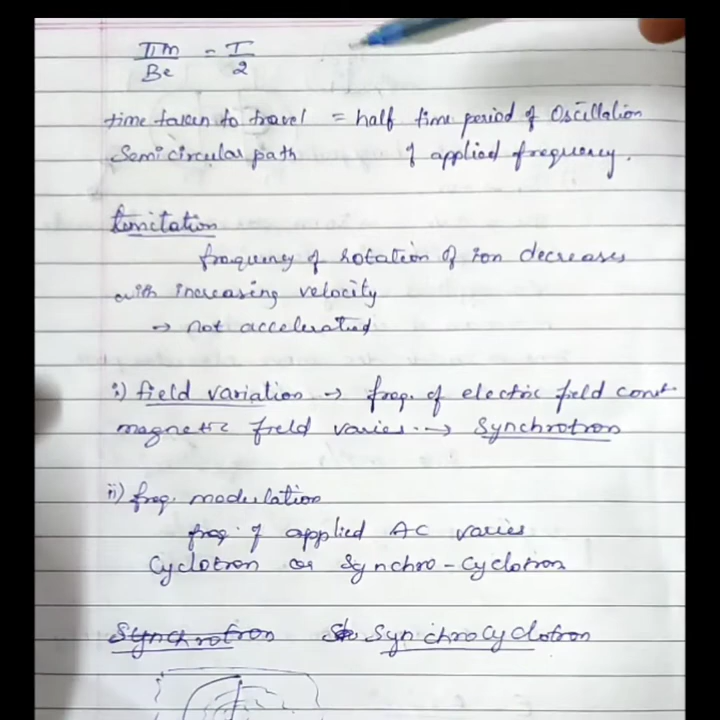 πm/Be = T/2
time taken to travel = half time period of Oscillation
Semicircular path of applied frequency.
Limitation
frequency of rotation of ion decreases
with increasing velocity
→ not accelerated
i) field variation → freq. of electric field const
magnetic field varies. → Synchrotron
ii) freq. modulation
freq. of applied AC varies
Cyclotron or Synchro-Cyclotron
Synchrotron Synchrocyclotron